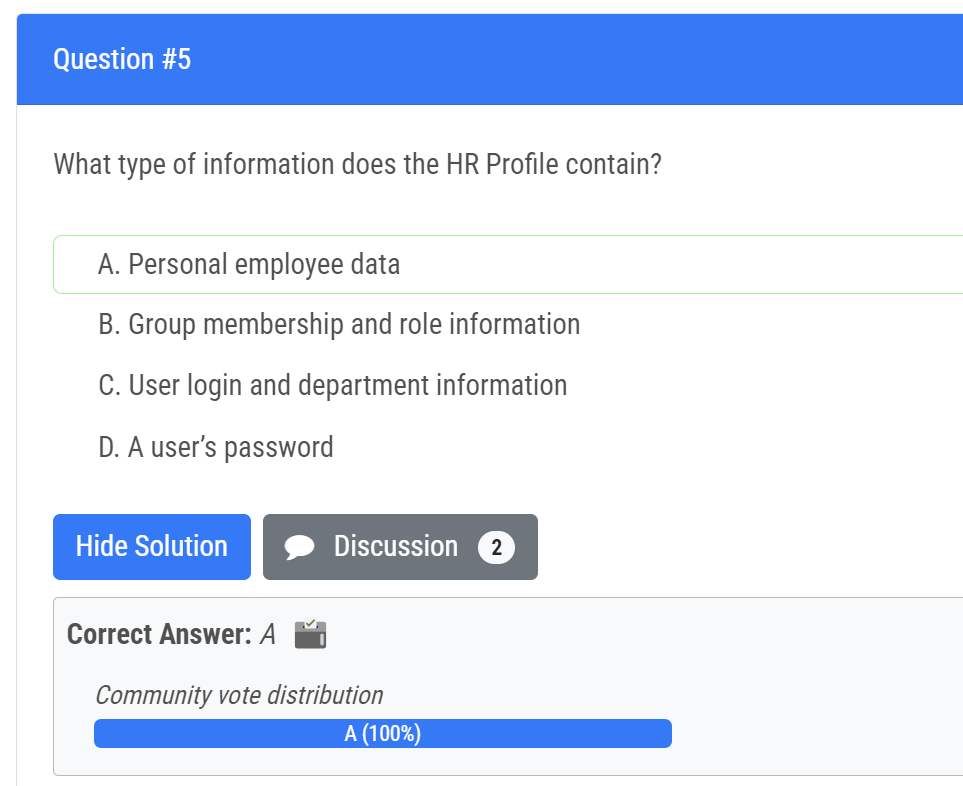 Question #5
What type of information does the HR Profile contain?
A. Personal employee data
B. Group membership and role information
C. User login and department information
D. A user’s password
Hide Solution
Discussion 2
Correct Answer: A
Community vote distribution
A (100%)